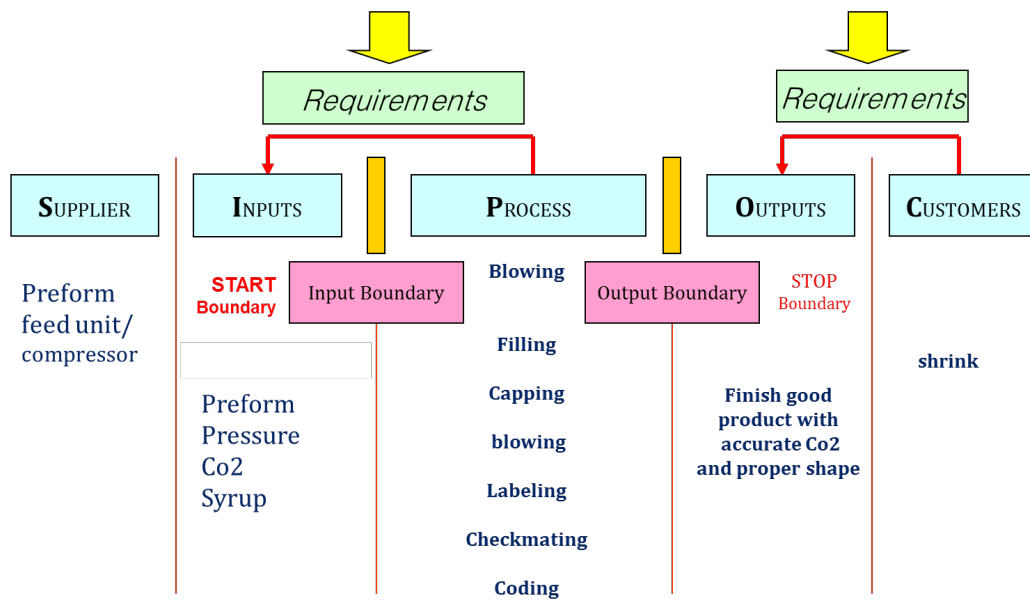 Requirements
Requirements
SUPPLIER
INPUTS
PROCESS
OUTPUTS
CUSTOMERS
Preform
feed unit/
compressor
START
Boundary
Input Boundary
Preform
Pressure
Co2
Syrup
Blowing
Filling
Capping
blowing
Labeling
Checkmating
Coding
Output Boundary
STOP
Boundary
Finish good
product with
accurate Co2
and proper shape
shrink